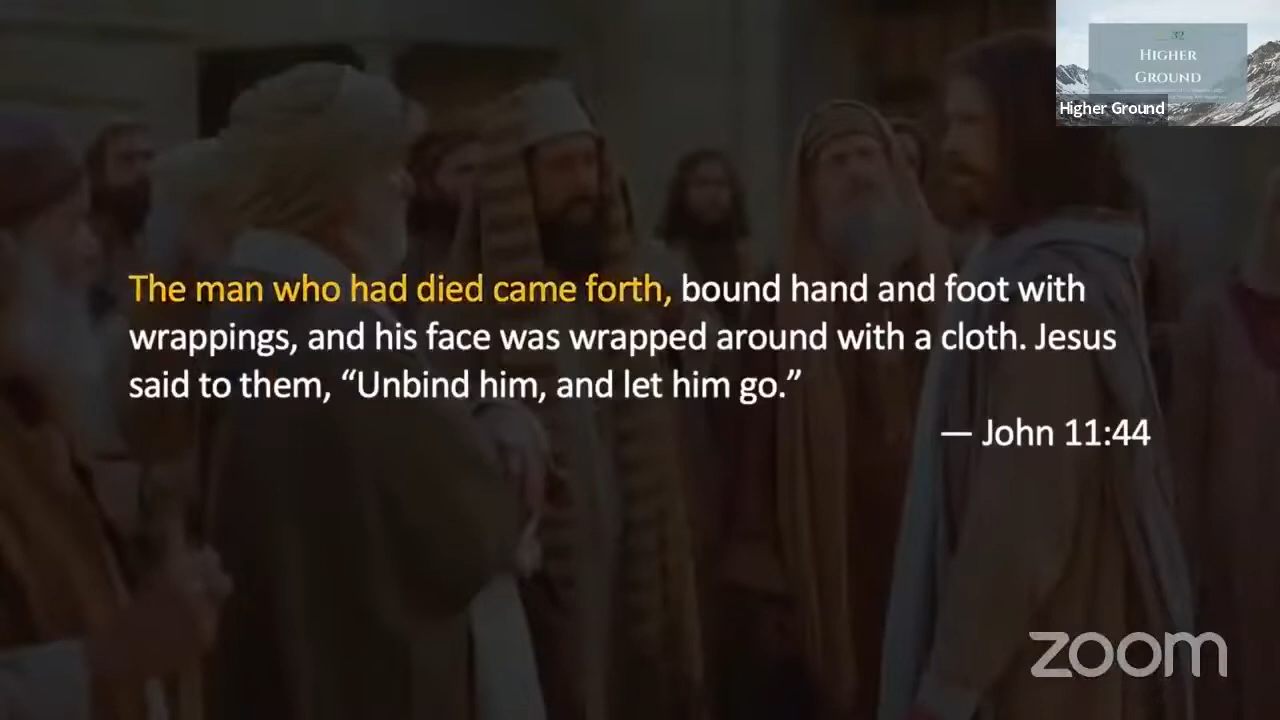 32
HIGHER
GROUND
Higher Ground
The man who had died came forth, bound hand and foot with
wrappings, and his face was wrapped around with a cloth. Jesus
said to them, “Unbind him, and let him go.”
— John 11:44
zoom